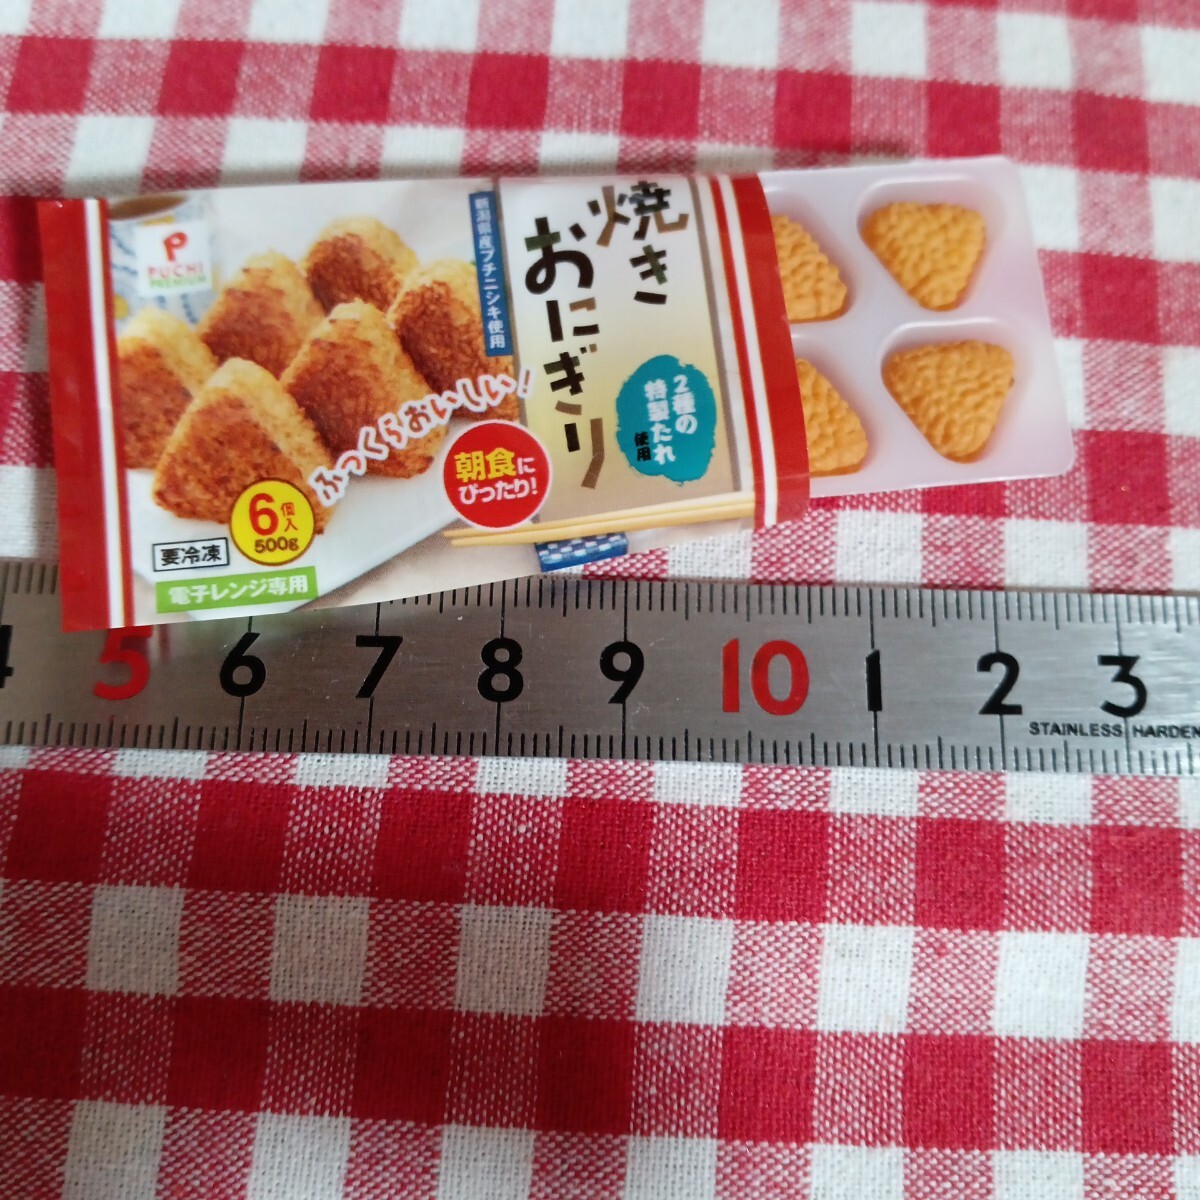 P
PUCHI
PREMIUM
新潟県産プチニシキ使用
焼き
おにぎり
2種の
特製たれ
使用
ふっくらおいしい!
朝食に
ぴったり!
6個入
500g
要冷凍
電子レンジ専用
4 5 6 7 8 9 10 1 2 3
STAINLESS HARDEN